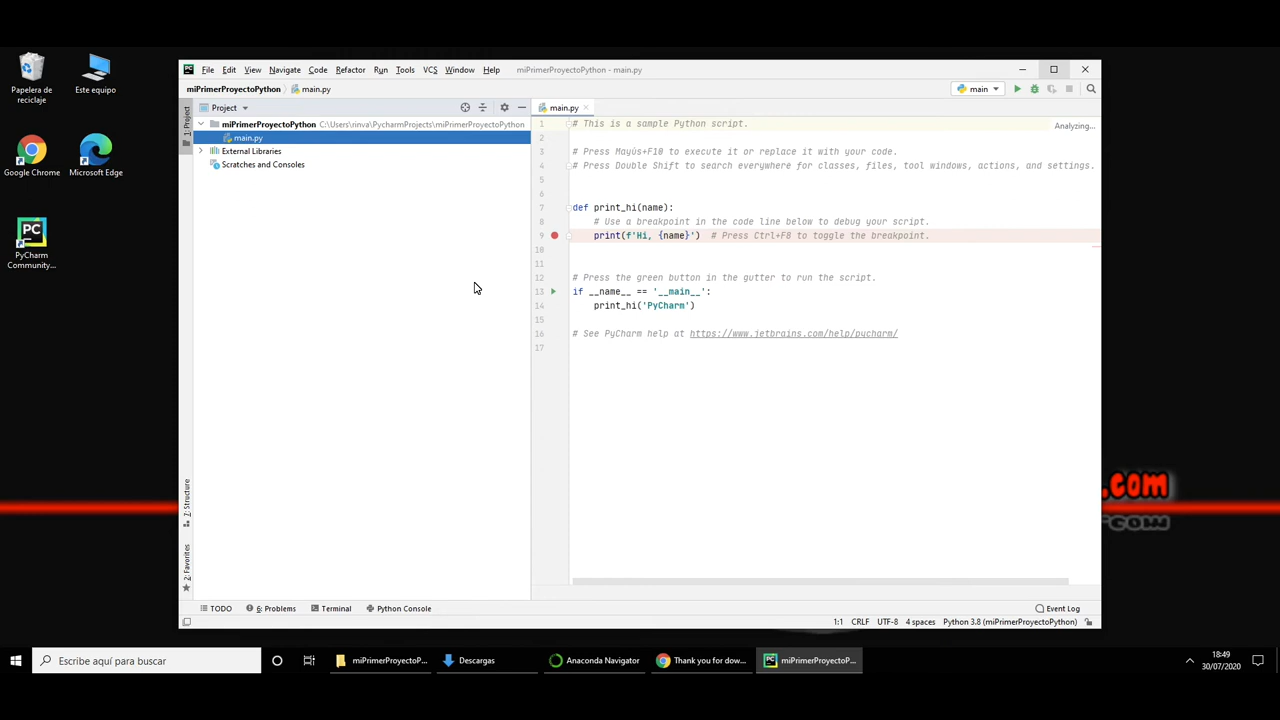 Papelera de
reciclaje
Este equipo
Google Chrome
Microsoft Edge
PyCharm
Community...
PC
File Edit View Navigate Code Refactor Run Tools VCS Window Help miPrimerProyectoPython - main.py
miPrimerProyectoPython main.py
main
Project
main.py
1: Project
miPrimerProyectoPython C:\Users\rinva\PycharmProjects\miPrimerProyectoPython
main.py
External Libraries
Scratches and Consoles
Analyzing...
1 # This is a sample Python script.
2
3 # Press Mayús+F10 to execute it or replace it with your code.
4 # Press Double Shift to search everywhere for classes, files, tool windows, actions, and settings.
5
6
7 def print_hi(name):
8 # Use a breakpoint in the code line below to debug your script.
9 print(f'Hi, {name}') # Press Ctrl+F8 to toggle the breakpoint.
10
11
12 # Press the green button in the gutter to run the script.
13 if __name__ == '__main__':
14 print_hi('PyCharm')
15
16 # See PyCharm help at https://www.jetbrains.com/help/pycharm/
17
7: Structure
2: Favorites
.com
TODO 6: Problems Terminal Python Console Event Log
1:1 CRLF UTF-8 4 spaces Python 3.8 (miPrimerProyectoPython)
Escribe aquí para buscar
miPrimerProyectoP...
Descargas
Anaconda Navigator
Thank you for dow...
miPrimerProyectoP...
18:49
30/07/2020